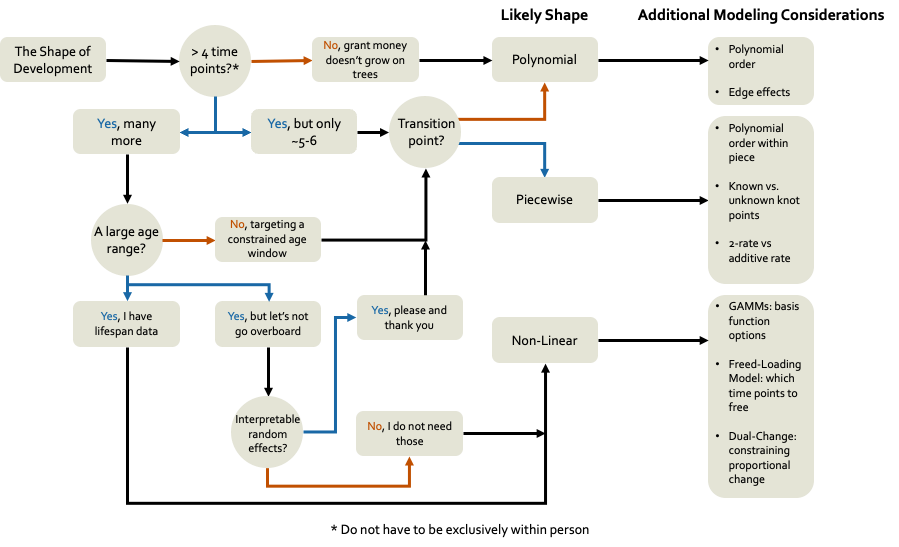 Likely Shape
Additional Modeling Considerations
The Shape of
Development
> 4 time
points?*
No, grant money
doesn't grow on
trees
Polynomial
• Polynomial
order
• Edge effects
Yes, many
more
Yes, but only
~5-6
Transition
point?
Piecewise
• Polynomial
order within
piece
• Known vs.
unknown knot
points
• 2-rate vs
additive rate
A large age
range?
No, targeting a
constrained age
window
Yes, I have
lifespan data
Yes, but let's not
go overboard
Yes, please and
thank you
Non-Linear
• GAMMs: basis
function
options
• Freed-Loading
Model: which
time points to
free
• Dual-Change:
constraining
proportional
change
Interpretable
random
effects?
No, I do not need
those
* Do not have to be exclusively within person